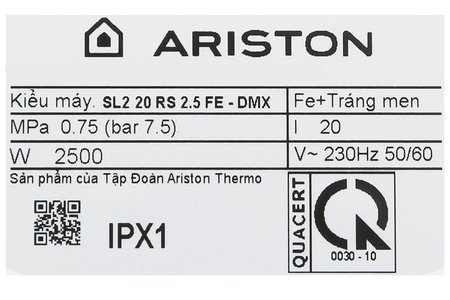 ARISTON
Kiểu máy. SL2 20 RS 2.5 FE - DMX
Fe+Tráng men
MPa 0.75 (bar 7.5)
I 20
W 2500
V~ 230Hz 50/60
Sản phẩm của Tập Đoàn Ariston Thermo
IPX1
QUACERT
0030 - 10